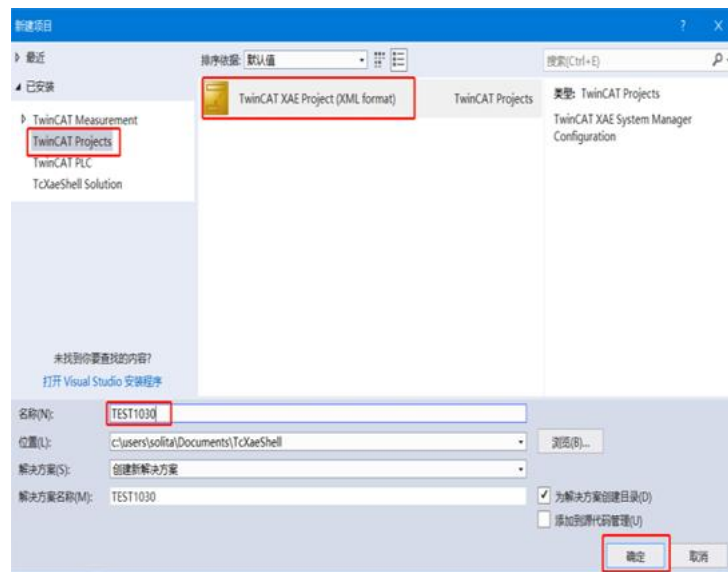 新建项目
? X
最近
排序依据: 默认值
搜索(Ctrl+E)
已安装
TwinCAT Measurement
TwinCAT Projects
TwinCAT PLC
TcXaeShell Solution
TwinCAT XAE Project (XML format) TwinCAT Projects
类型: TwinCAT Projects
TwinCAT XAE System Manager
Configuration
未找到你要查找的内容?
打开 Visual Studio 安装程序
名称(N): TEST1030
位置(L): c:\users\solita\Documents\TcXaeShell 浏览(B)...
解决方案(S): 创建新解决方案
解决方案名称(M): TEST1030
为解决方案创建目录(D)
添加到源代码管理(U)
确定 取消